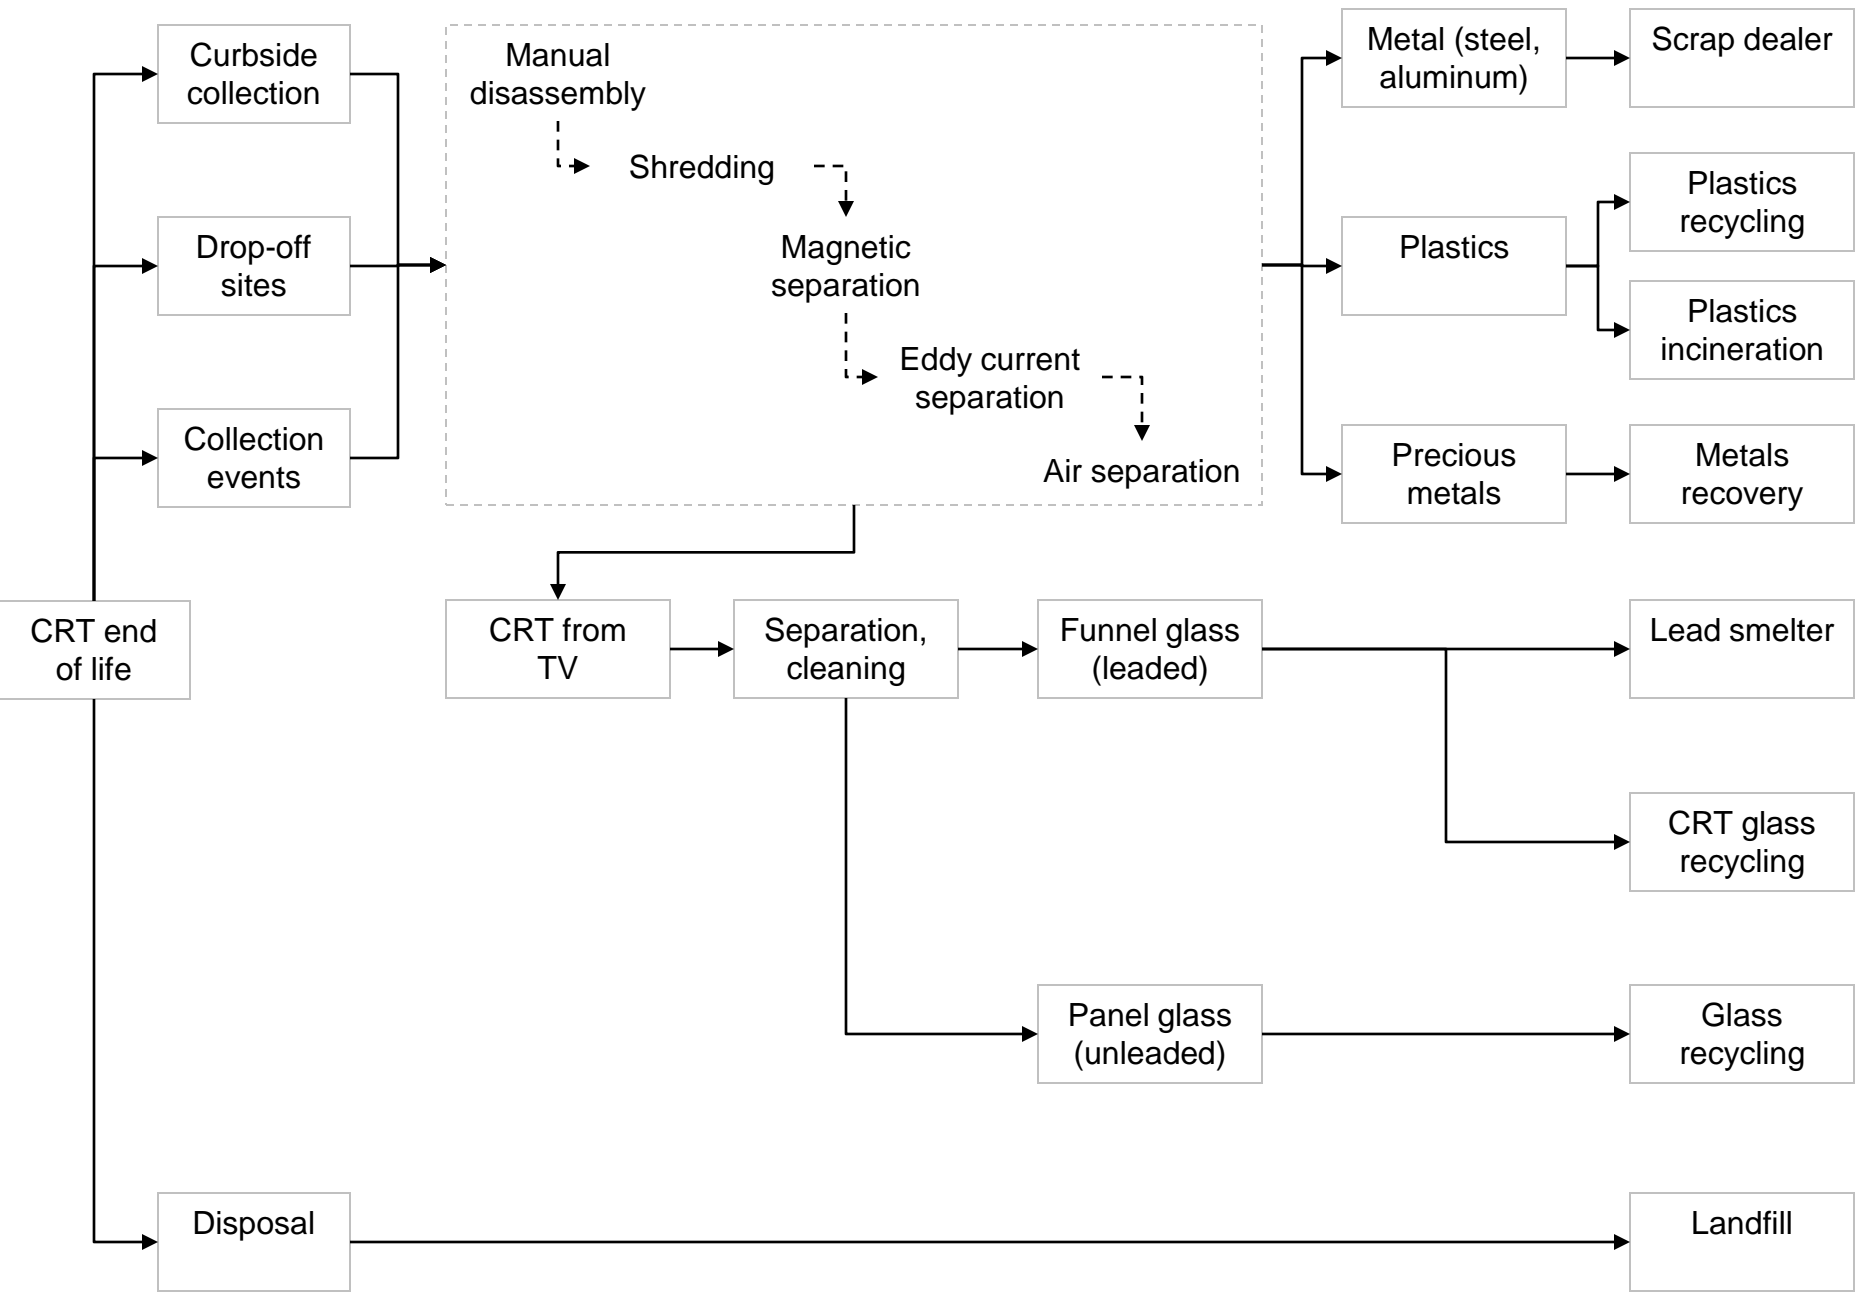 Curbside
collection
Drop-off
sites
Collection
events
CRT end
of life
Disposal
Manual
disassembly
Shredding
Magnetic
separation
Eddy current
separation
Air separation
Metal (steel,
aluminum)
Scrap dealer
Plastics
Plastics
recycling
Plastics
incineration
Precious
metals
Metals
recovery
CRT from
TV
Separation,
cleaning
Funnel glass
(leaded)
Lead smelter
CRT glass
recycling
Panel glass
(unleaded)
Glass
recycling
Landfill